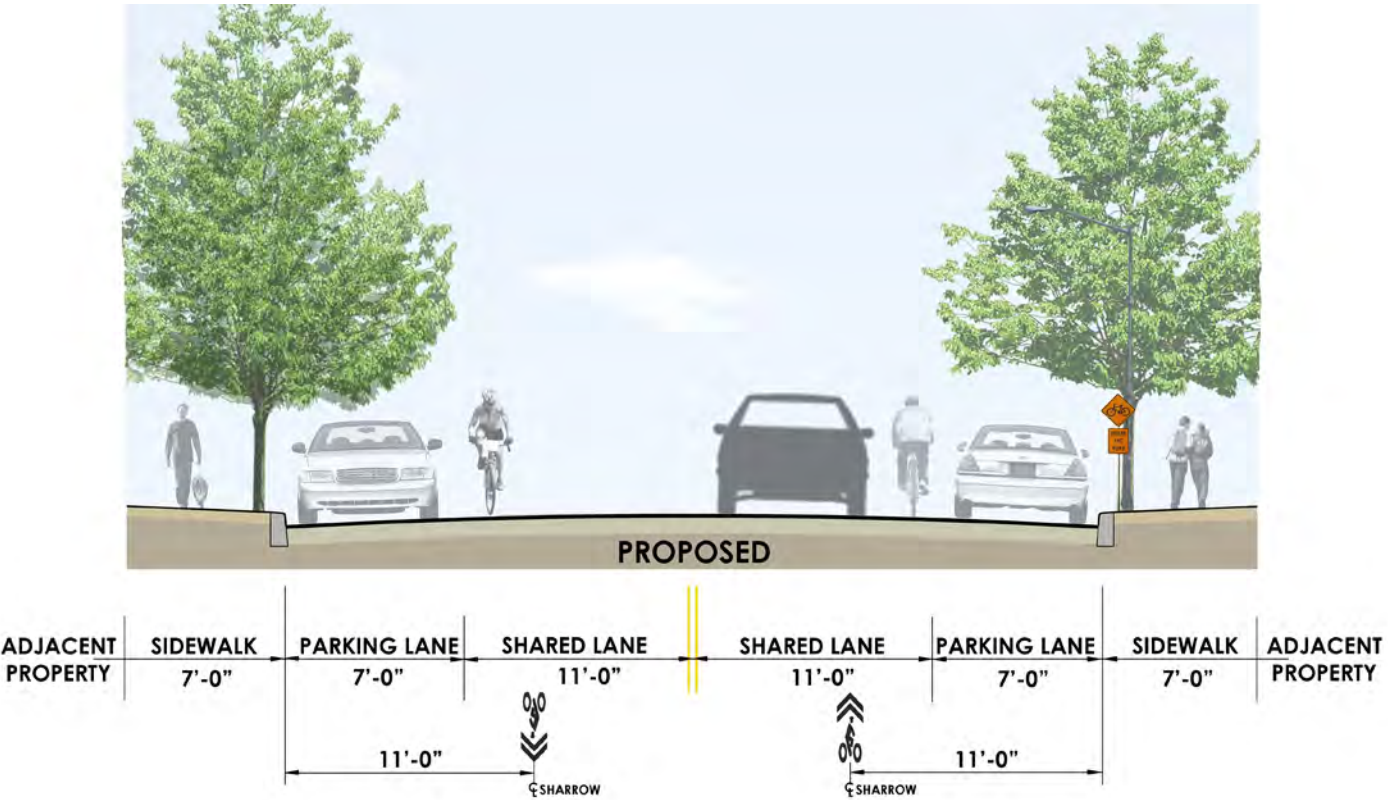 PROPOSED
ADJACENT PROPERTY
SIDEWALK
7'-0"
PARKING LANE
7'-0"
SHARED LANE
11'-0"
SHARED LANE
11'-0"
PARKING LANE
7'-0"
SIDEWALK
7'-0"
ADJACENT PROPERTY
11'-0"
℄ SHARROW
11'-0"
℄ SHARROW